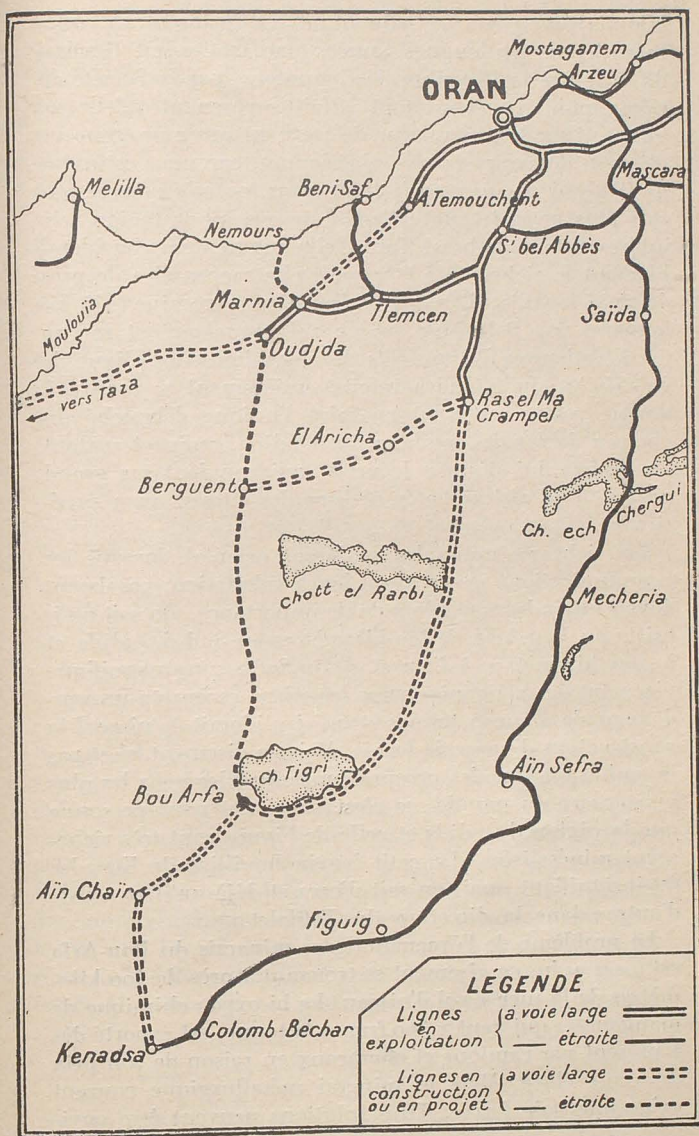 Mostaganem
Arzeu
ORAN
Mascara
Melilla
Beni-Saf
A.Temouchent
Nemours
Sᵗ bel Abbès
Moulouïa
Marnia
Tlemcen
Saïda
Oudjda
← vers Taza
Ras el Ma
Crampel
El Aricha
Berguent
Ch. ech Chergui
Chott el Rarbi
Mecheria
Ch. Tigri
Aïn Sefra
Bou Arfa
Aïn Chaïr
Figuig
Colomb-Béchar
Kenadsa
LÉGENDE
Lignes
en
exploitation
à voie large
— étroite
Lignes en
construction
ou en projet
à voie large
— étroite